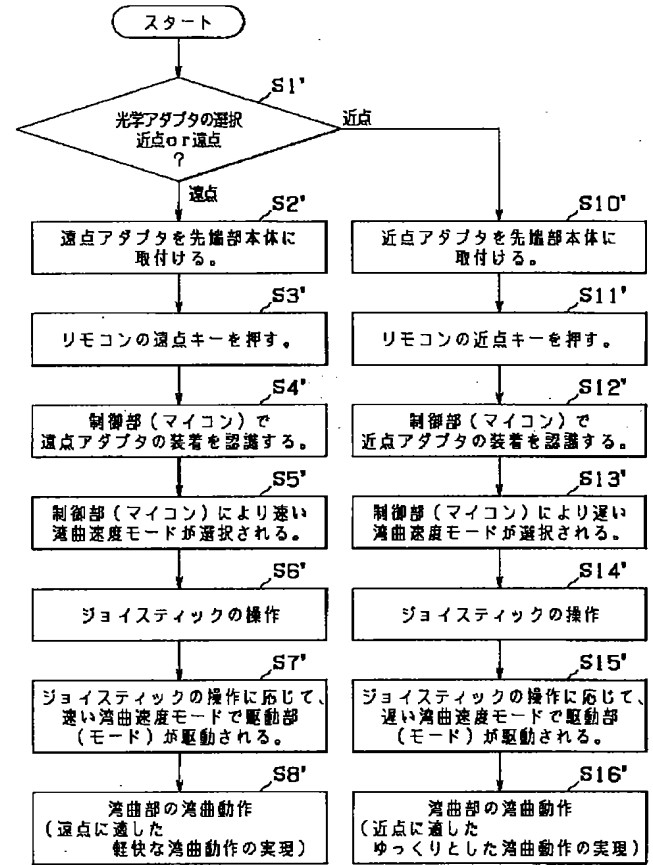 スタート
S1'
光学アダプタの選択
近点or遠点
?
近点
遠点
S2'
遠点アダプタを先端部本体に
取付ける。
S3'
リモコンの遠点キーを押す。
S4'
制御部(マイコン)で
遠点アダプタの装着を認識する。
S5'
制御部(マイコン)により速い
湾曲速度モードが選択される。
S6'
ジョイスティックの操作
S7'
ジョイスティックの操作に応じて、
速い湾曲速度モードで駆動部
(モード)が駆動される。
S8'
湾曲部の湾曲動作
(遠点に適した
軽快な湾曲動作の実現)
S10'
近点アダプタを先端部本体に
取付ける。
S11'
リモコンの近点キーを押す。
S12'
制御部(マイコン)で
近点アダプタの装着を認識する。
S13'
制御部(マイコン)により遅い
湾曲速度モードが選択される。
S14'
ジョイスティックの操作
S15'
ジョイスティックの操作に応じて、
遅い湾曲速度モードで駆動部
(モード)が駆動される。
S16'
湾曲部の湾曲動作
(近点に適した
ゆっくりとした湾曲動作の実現)